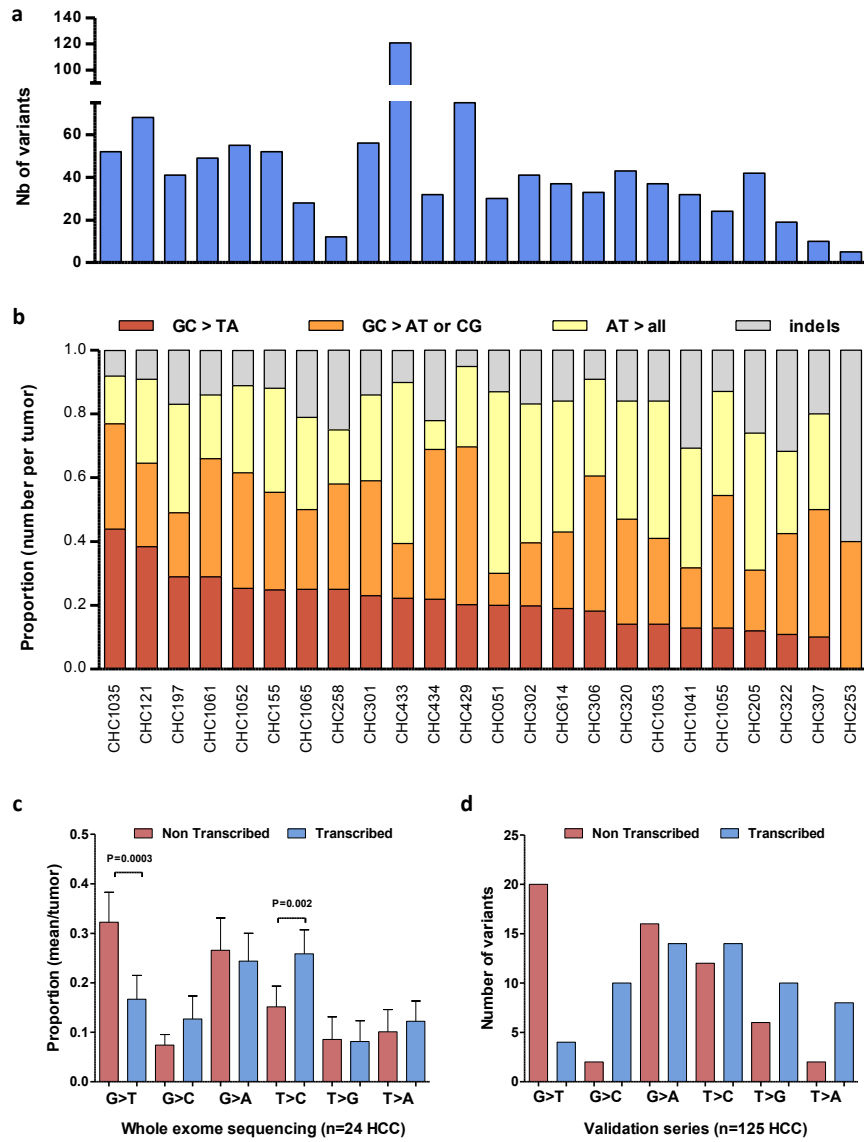 a
Nb of variants
140
120
100
60
40
20
0
b
GC > TA GC > AT or CG AT > all indels
Proportion (number per tumor)
1.0
0.8
0.6
0.4
0.2
0.0
CHC1035
CHC121
CHC197
CHC1061
CHC1052
CHC155
CHC1065
CHC258
CHC301
CHC433
CHC434
CHC429
CHC051
CHC302
CHC614
CHC306
CHC320
CHC1053
CHC1041
CHC1055
CHC205
CHC322
CHC307
CHC253
c
Non Transcribed Transcribed
Proportion (mean/tumor)
0.5
0.4
0.3
0.2
0.1
0.0
P=0.0003
P=0.002
G>T G>C G>A T>C T>G T>A
Whole exome sequencing (n=24 HCC)
d
Non Transcribed Transcribed
Number of variants
25
20
15
10
5
0
G>T G>C G>A T>C T>G T>A
Validation series (n=125 HCC)